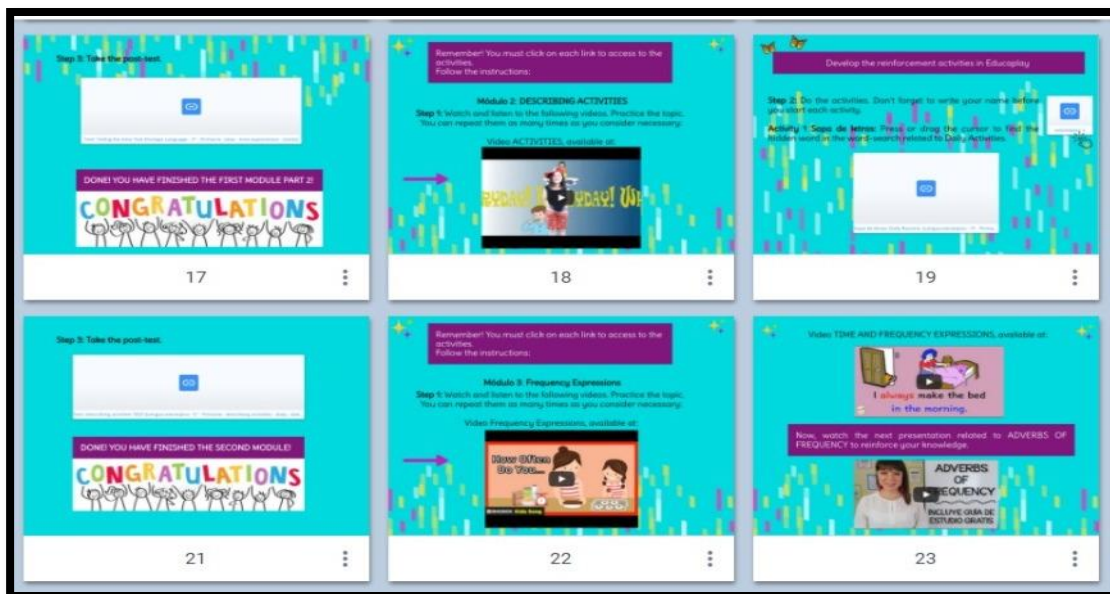 Step 3: Take the post-test.
DONE! YOU HAVE FINISHED THE FIRST MODULE PART 2!
CONGRATULATIONS
17
Remember! You must click on each link to access to the
activities.
Follow the instructions:
Módulo 2: DESCRIBING ACTIVITIES
Step 1: Watch and listen to the following videos. Practice the topic.
You can repeat them as many times as you consider necessary:
Video ACTIVITIES, available at:
18
Develop the reinforcement activities in Educaplay
Step 2: Do the activities. Don't forget to write your name before
you start each activity.
Activity 1 Sopa de letras: Press or drag the cursor to find the
hidden word in the word-search related to Daily Activities.
19
Step 3: Take the post-test.
DONE! YOU HAVE FINISHED THE SECOND MODULE!
CONGRATULATIONS
21
Remember! You must click on each link to access to the
activities.
Follow the instructions:
Módulo 3: Frequency Expressions
Step 1: Watch and listen to the following videos. Practice the topic.
You can repeat them as many times as you consider necessary:
Video Frequency Expressions, available at:
How Often
Do You...
Kids Song
22
Video TIME AND FREQUENCY EXPRESSIONS, available at:
I always make the bed
in the morning.
Now, watch the next presentation related to ADVERBS OF
FREQUENCY to reinforce your knowledge.
ADVERBS
OF
FREQUENCY
INCLUYE GUIA DE
ESTUDIO GRATIS
23